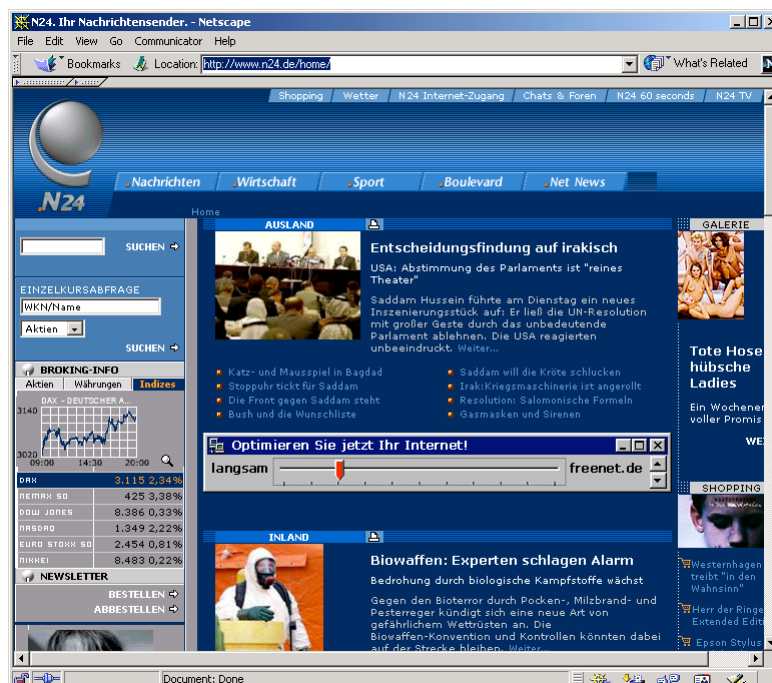 N24. Ihr Nachrichtensender. - Netscape
File Edit View Go Communicator Help
Bookmarks Location: http://www.n24.de/home/ What's Related
Shopping Wetter N24 Internet-Zugang Chats & Foren N24 60 seconds N24 TV
.Nachrichten .Wirtschaft .Sport .Boulevard .Net News
.N24
Home
SUCHEN
EINZELKURSABFRAGE
WKN/Name
Aktien
SUCHEN
BROKING-INFO
Aktien Währungen Indizes
DAX - DEUTSCHER A...
3140
3020
09:00 14:30 20:00
DAX 3.115 2,34%
NEMAX 50 425 3,38%
DOW JONES 8.386 0,33%
NASDAQ 1.349 2,22%
EURO STOXX 50 2.454 0,81%
NIKKEI 8.483 0,22%
NEWSLETTER
BESTELLEN
ABBESTELLEN
AUSLAND
Entscheidungsfindung auf irakisch
USA: Abstimmung des Parlaments ist "reines
Theater"
Saddam Hussein führte am Dienstag ein neues
Inszenierungsstück auf: Er ließ die UN-Resolution
mit großer Geste durch das unbedeutende
Parlament ablehnen. Die USA reagierten
unbeeindruckt. Weiter...
Katz- und Mausspiel in Bagdad
Stoppuhr tickt für Saddam
Die Front gegen Saddam steht
Bush und die Wunschliste
Saddam will die Kröte schlucken
Irak:Kriegsmaschinerie ist angerollt
Resolution: Salomonische Formeln
Gasmasken und Sirenen
Optimieren Sie jetzt Ihr Internet!
langsam freenet.de
INLAND
Biowaffen: Experten schlagen Alarm
Bedrohung durch biologische Kampfstoffe wächst
Gegen den Bioterror durch Pocken-, Milzbrand- und
Pesterreger kündigt sich eine neue Art von
gefährlichem Wettrüsten an. Die
Biowaffen-Konvention und Kontrollen könnten dabei
auf der Strecke bleiben. Weiter...
GALERIE
Tote Hose
hübsche
Ladies
Ein Wochenen
voller Promis
WE
SHOPPING
Westernhagen
treibt "in den
Wahnsinn"
Herr der Ringe
Extended Edit
Epson Stylus
Document: Done